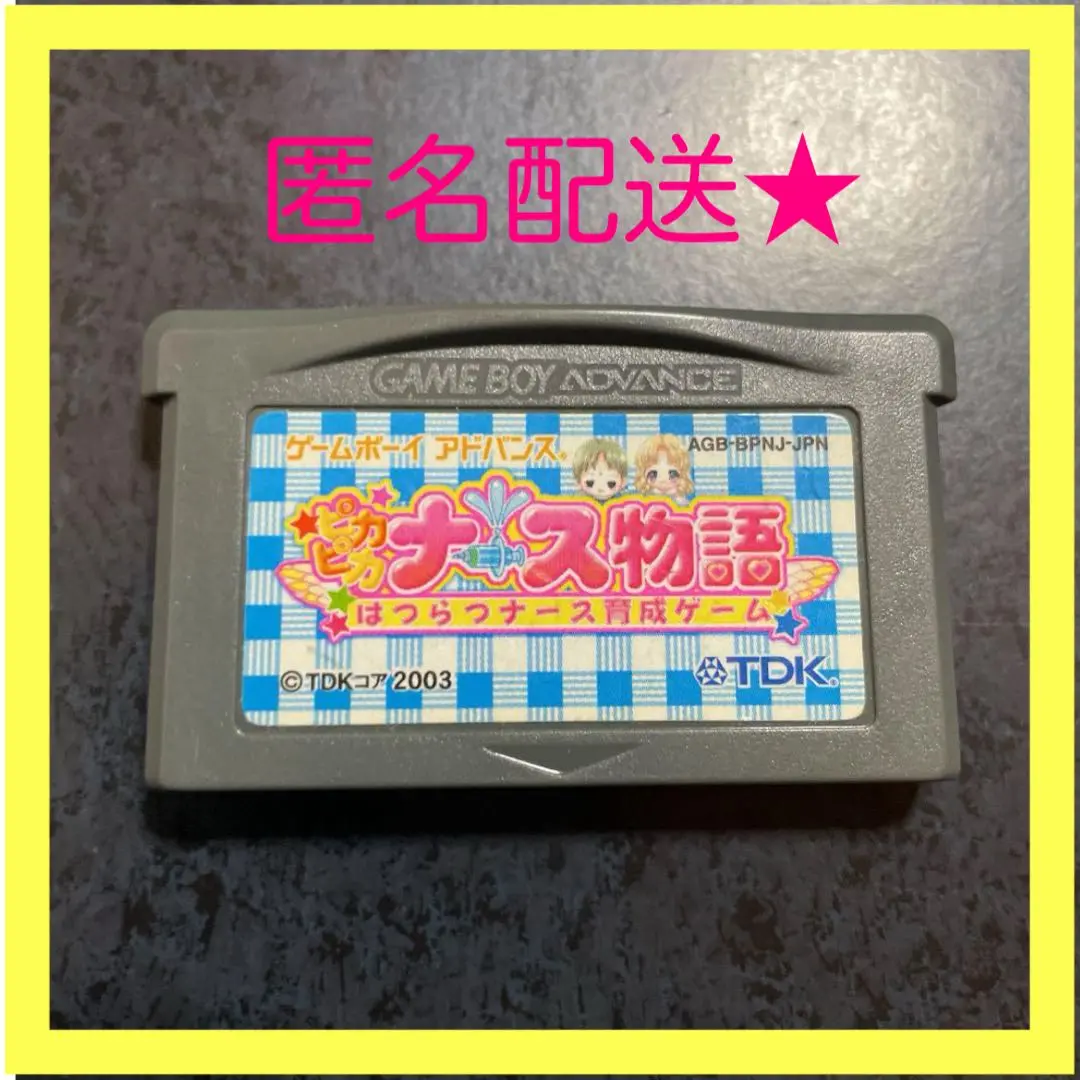 匿名配送★
GAME BOY ADVANCE
ゲームボーイ アドバンス®
AGB-BPNJ-JPN
ピカピカ
ナース物語
はつらつナース育成ゲーム
©TDKコア 2003
TDK®